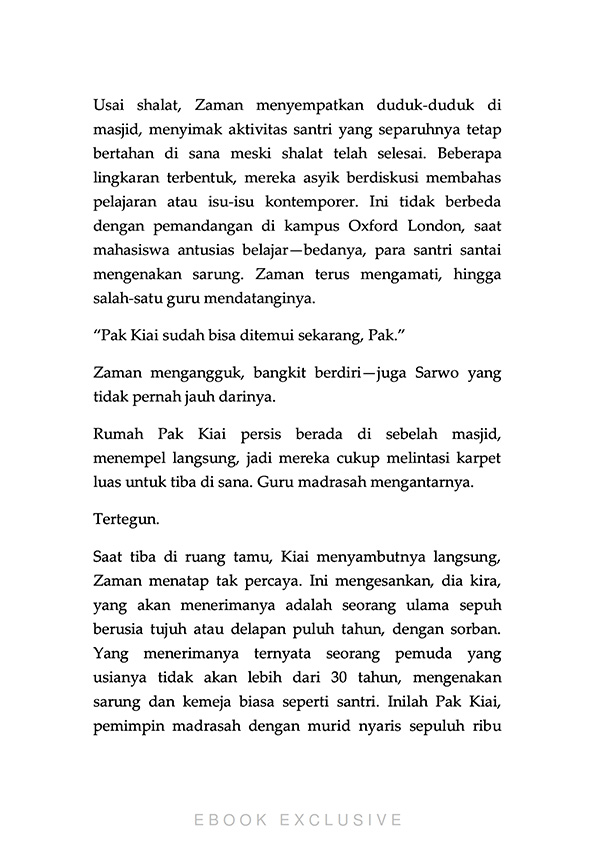 Usai shalat, Zaman menyempatkan duduk-duduk di
masjid, menyimak aktivitas santri yang separuhnya tetap
bertahan di sana meski shalat telah selesai. Beberapa
lingkaran terbentuk, mereka asyik berdiskusi membahas
pelajaran atau isu-isu kontemporer. Ini tidak berbeda
dengan pemandangan di kampus Oxford London, saat
mahasiswa antusias belajar—bedanya, para santri santai
mengenakan sarung. Zaman terus mengamati, hingga
salah-satu guru mendatanginya.
“Pak Kiai sudah bisa ditemui sekarang, Pak.”
Zaman mengangguk, bangkit berdiri—juga Sarwo yang
tidak pernah jauh darinya.
Rumah Pak Kiai persis berada di sebelah masjid,
menempel langsung, jadi mereka cukup melintasi karpet
luas untuk tiba di sana. Guru madrasah mengantarnya.
Tertegun.
Saat tiba di ruang tamu, Kiai menyambutnya langsung,
Zaman menatap tak percaya. Ini mengesankan, dia kira,
yang akan menerimanya adalah seorang ulama sepuh
berusia tujuh atau delapan puluh tahun, dengan sorban.
Yang menerimanya ternyata seorang pemuda yang
usianya tidak akan lebih dari 30 tahun, mengenakan
sarung dan kemeja biasa seperti santri. Inilah Pak Kiai,
pemimpin madrasah dengan murid nyaris sepuluh ribu
EBOOK EXCLUSIVE